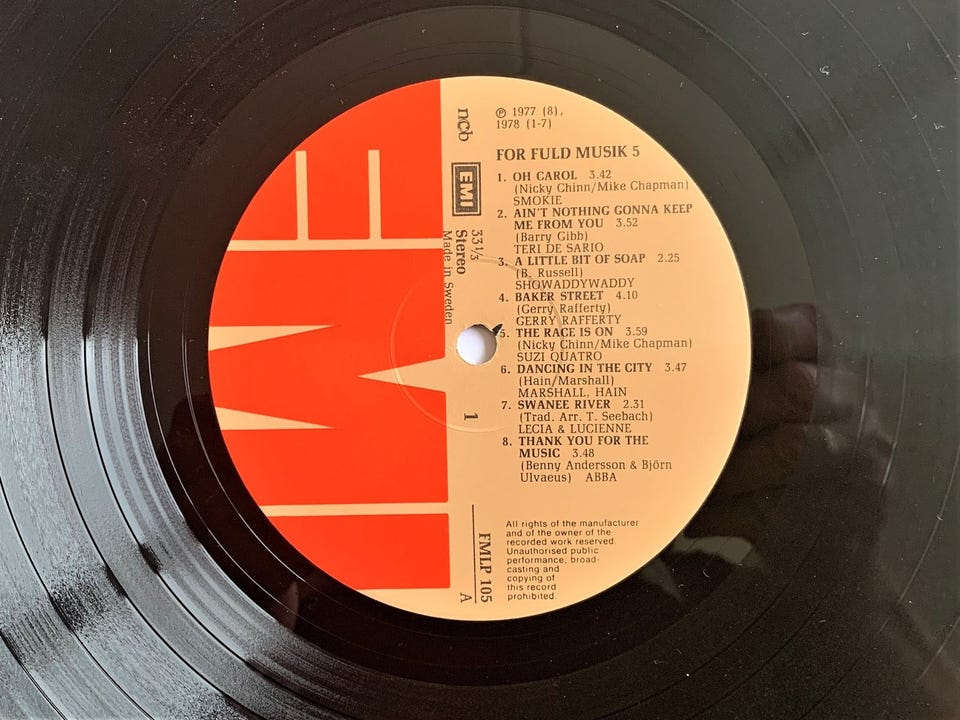 ℗ 1977 (8),
1978 (1-7)
FOR FULD MUSIK 5
1. OH CAROL 3.42
(Nicky Chinn/Mike Chapman)
SMOKIE
2. AIN'T NOTHING GONNA KEEP
ME FROM YOU 3.52
(Barry Gibb)
TERI DE SARIO
3. A LITTLE BIT OF SOAP 2.25
(B. Russell)
SHOWADDYWADDY
4. BAKER STREET 4.10
(Gerry Rafferty)
GERRY RAFFERTY
5. THE RACE IS ON 3.59
(Nicky Chinn/Mike Chapman)
SUZI QUATRO
6. DANCING IN THE CITY 3.47
(Hain/Marshall)
MARSHALL, HAIN
7. SWANEE RIVER 2.31
(Trad. Arr. T. Seebach)
LECIA & LUCIENNE
8. THANK YOU FOR THE
MUSIC 3.48
(Benny Andersson & Björn
Ulvaeus) ABBA
All rights of the manufacturer
and of the owner of the
recorded work reserved.
Unauthorised public
performance, broad-
casting and
copying of
this record
prohibited.
ncb
EMI
33 1/3
Stereo
Made in Sweden
1
FMLP 105
A
EMI